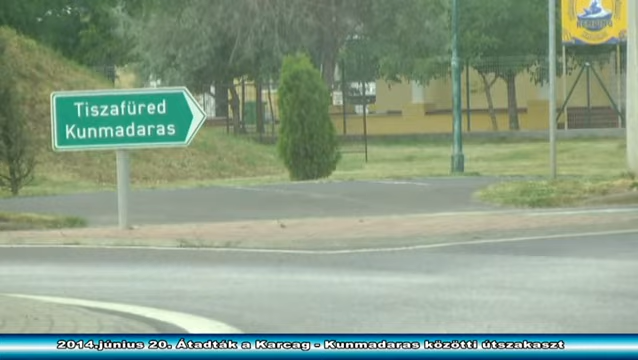 Tiszafüred
Kunmadaras
2014.június 20. Átadták a Karcag - Kunmadaras közötti útszakaszt